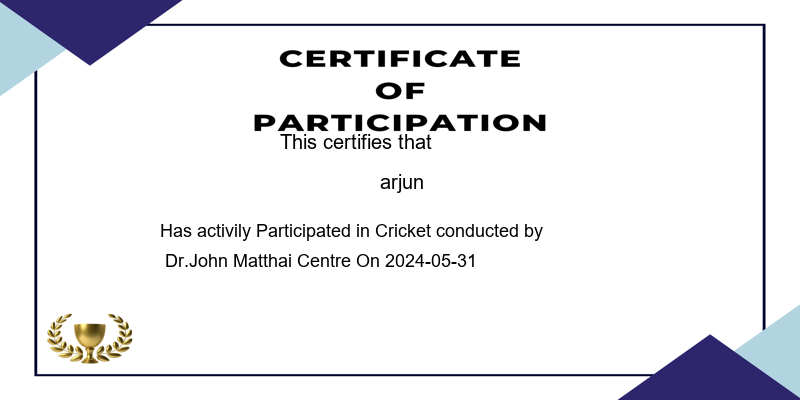 CERTIFICATE
OF
PARTICIPATION
This certifies that
arjun
Has activily Participated in Cricket conducted by
Dr.John Matthai Centre On 2024-05-31